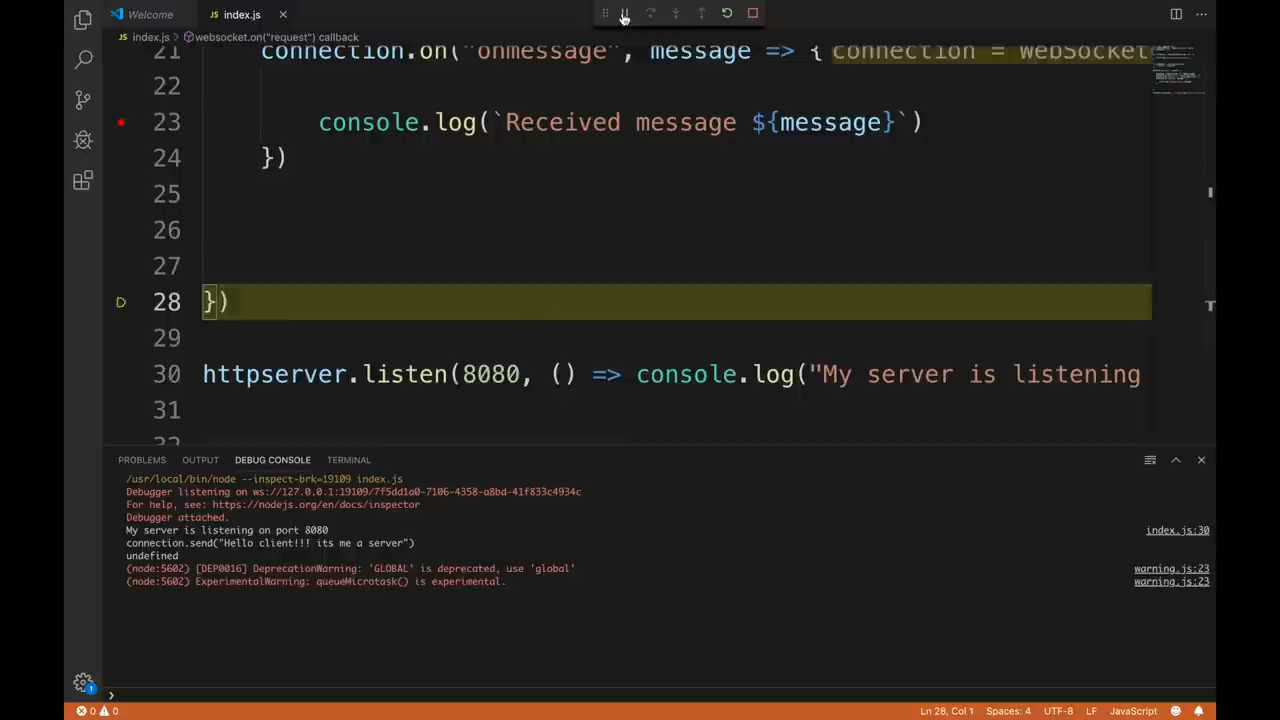 Welcome
JS index.js
JS index.js > websocket.on("request") callback
21 connection.on("onmessage", message => { connection = WebSocket
22
23 console.log(`Received message ${message}`)
24 })
25
26
27
28 })
29
30 httpserver.listen(8080, () => console.log("My server is listening
31
32
PROBLEMS OUTPUT DEBUG CONSOLE TERMINAL
/usr/local/bin/node --inspect-brk=19109 index.js
Debugger listening on ws://127.0.0.1:19109/7f5dd1a0-7106-4358-a8bd-41f833c4934c
For help, see: https://nodejs.org/en/docs/inspector
Debugger attached.
My server is listening on port 8080 index.js:30
connection.send("Hello client!!! its me a server")
undefined
(node:5602) [DEP0016] DeprecationWarning: 'GLOBAL' is deprecated, use 'global' warning.js:23
(node:5602) ExperimentalWarning: queueMicrotask() is experimental. warning.js:23
1
0 0 Ln 28, Col 1 Spaces: 4 UTF-8 LF JavaScript